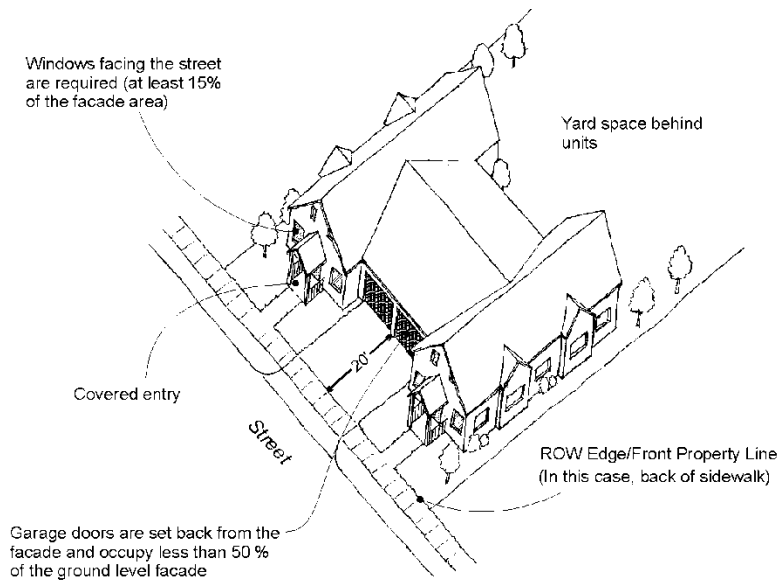 Windows facing the street
are required (at least 15%
of the facade area)
Yard space behind
units
20'
Covered entry
Street
ROW Edge/Front Property Line
(In this case, back of sidewalk)
Garage doors are set back from the
facade and occupy less than 50 %
of the ground level facade